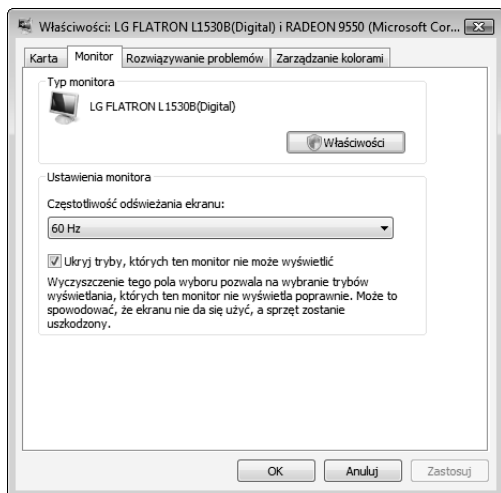 Właściwości: LG FLATRON L1530B(Digital) i RADEON 9550 (Microsoft Cor...
Karta Monitor Rozwiązywanie problemów Zarządzanie kolorami
Typ monitora
LG FLATRON L1530B(Digital)
Właściwości
Ustawienia monitora
Częstotliwość odświeżania ekranu:
60 Hz
Ukryj tryby, których ten monitor nie może wyświetlić
Wyczyszczenie tego pola wyboru pozwala na wybranie trybów
wyświetlania, których ten monitor nie wyświetla poprawnie. Może to
spowodować, że ekranu nie da się użyć, a sprzęt zostanie
uszkodzony.
OK Anuluj Zastosuj